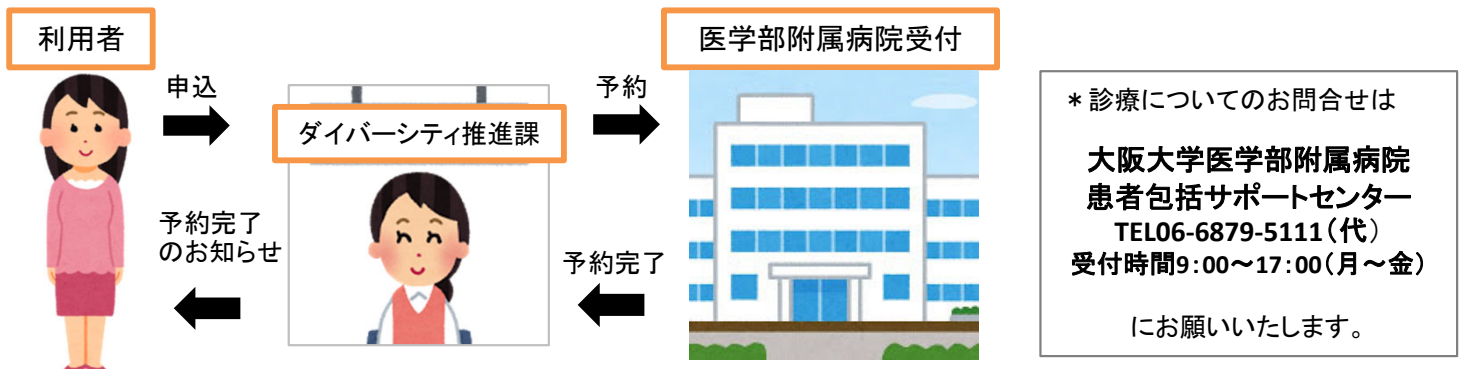 利用者
申込
ダイバーシティ推進課
予約
医学部附属病院受付
予約完了
のお知らせ
予約完了
*診療についてのお問合せは
大阪大学医学部附属病院
患者包括サポートセンター
TEL06-6879-5111(代)
受付時間9:00~17:00(月~金)
にお願いいたします。